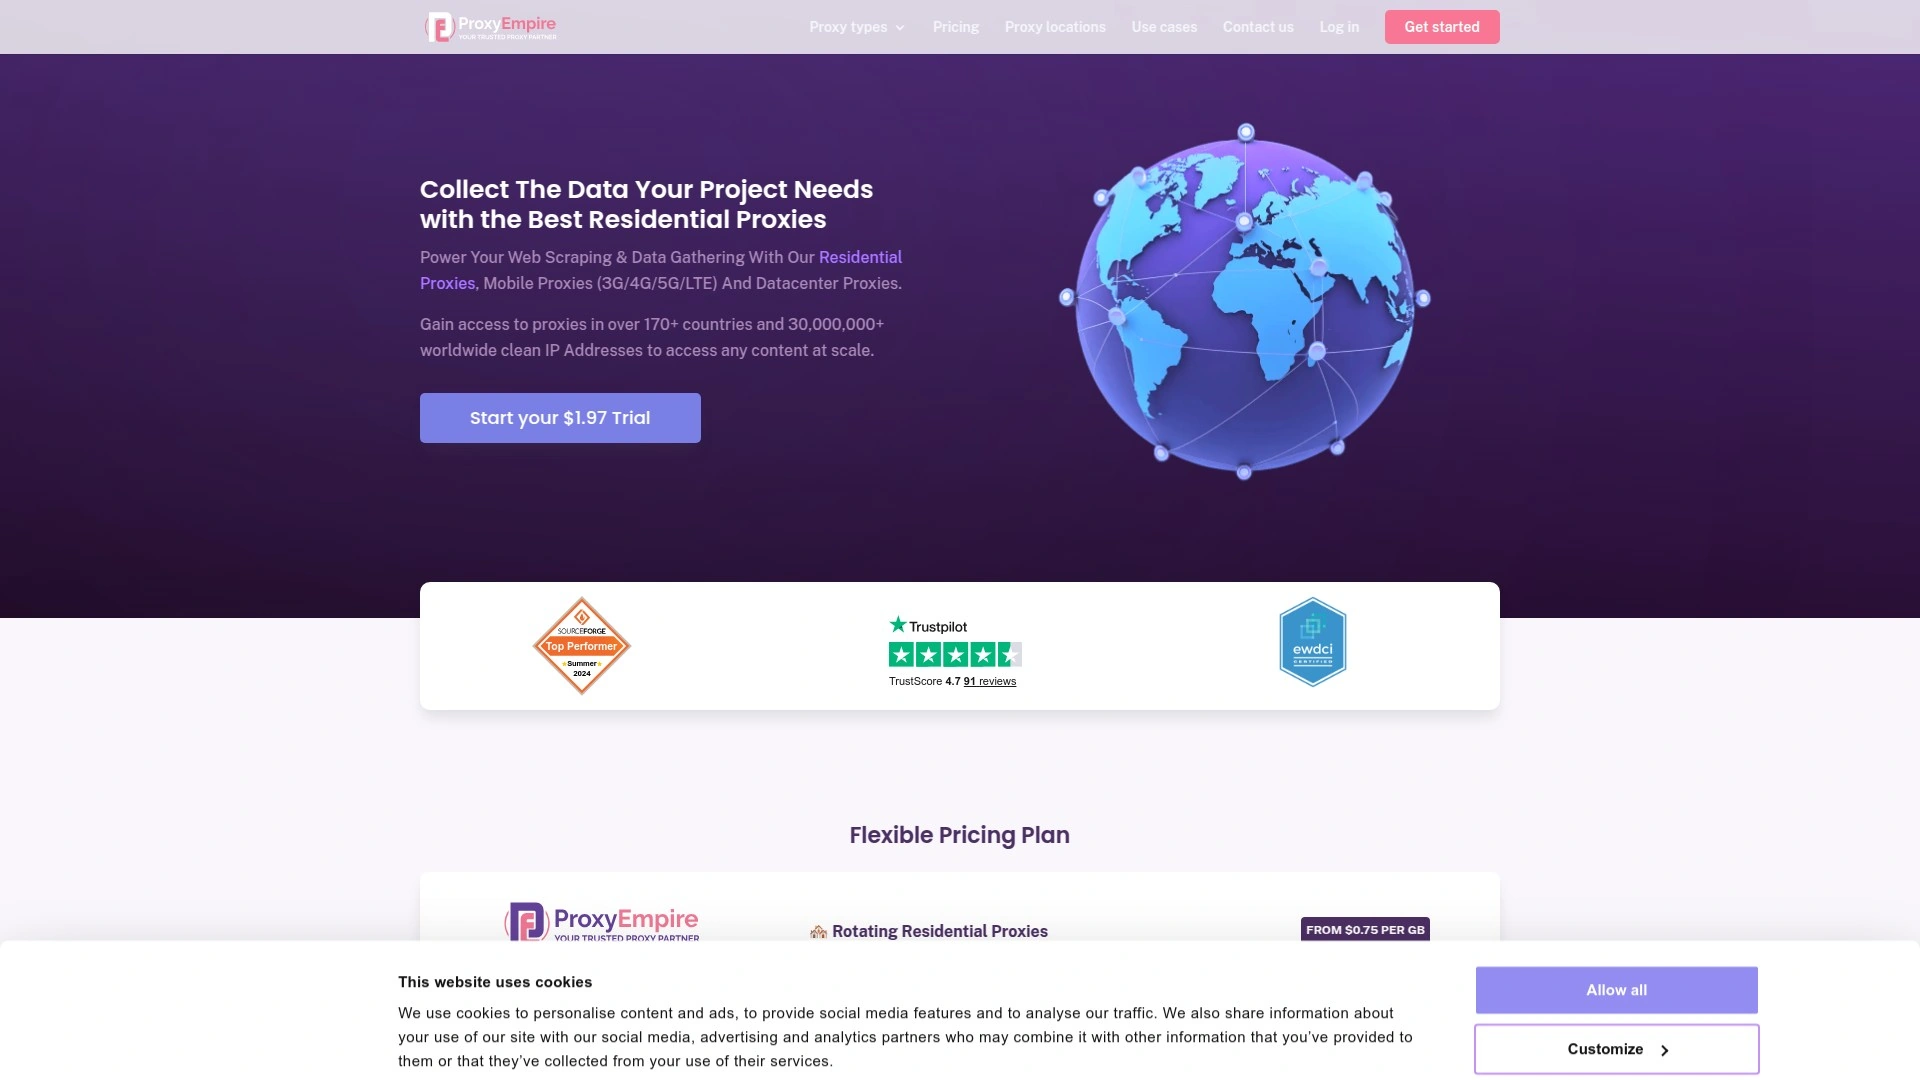 ProxyEmpire
YOUR TRUSTED PROXY PARTNER
Proxy types
Pricing
Proxy locations
Use cases
Contact us
Log in
Get started
Collect The Data Your Project Needs
with the Best Residential Proxies
Power Your Web Scraping & Data Gathering With Our Residential
Proxies, Mobile Proxies (3G/4G/5G/LTE) And Datacenter Proxies.
Gain access to proxies in over 170+ countries and 30,000,000+
worldwide clean IP Addresses to access any content at scale.
Start your $1.97 Trial
SOURCEFORGE
Top Performer
Summer
2024
Trustpilot
TrustScore 4.7 91 reviews
ewdci
CERTIFIED
Flexible Pricing Plan
ProxyEmpire
YOUR TRUSTED PROXY PARTNER
Rotating Residential Proxies
FROM $0.75 PER GB
This website uses cookies
We use cookies to personalise content and ads, to provide social media features and to analyse our traffic. We also share information about
your use of our site with our social media, advertising and analytics partners who may combine it with other information that you’ve provided to
them or that they’ve collected from your use of their services.
Allow all
Customize